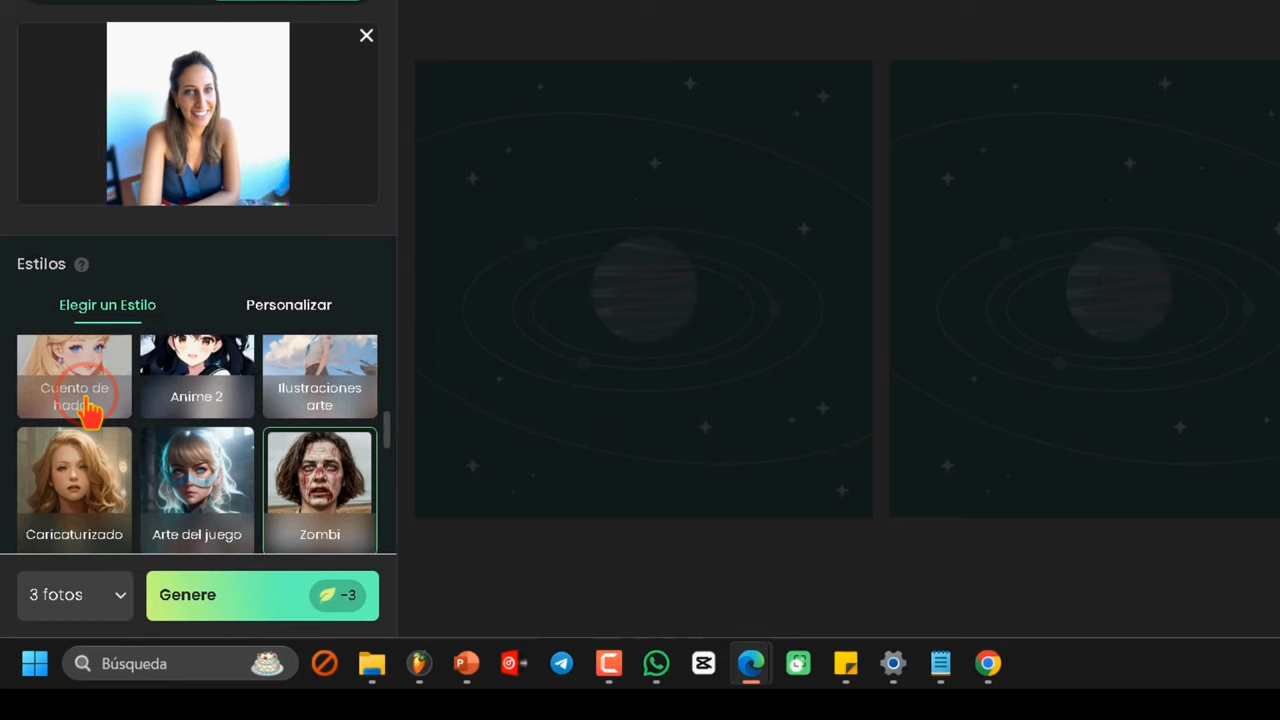 Estilos ?
Elegir un Estilo
Personalizar
Cuento de
hadas
Anime 2
Ilustraciones
arte
Caricaturizado
Arte del juego
Zombi
3 fotos
Genere
-3
Búsqueda